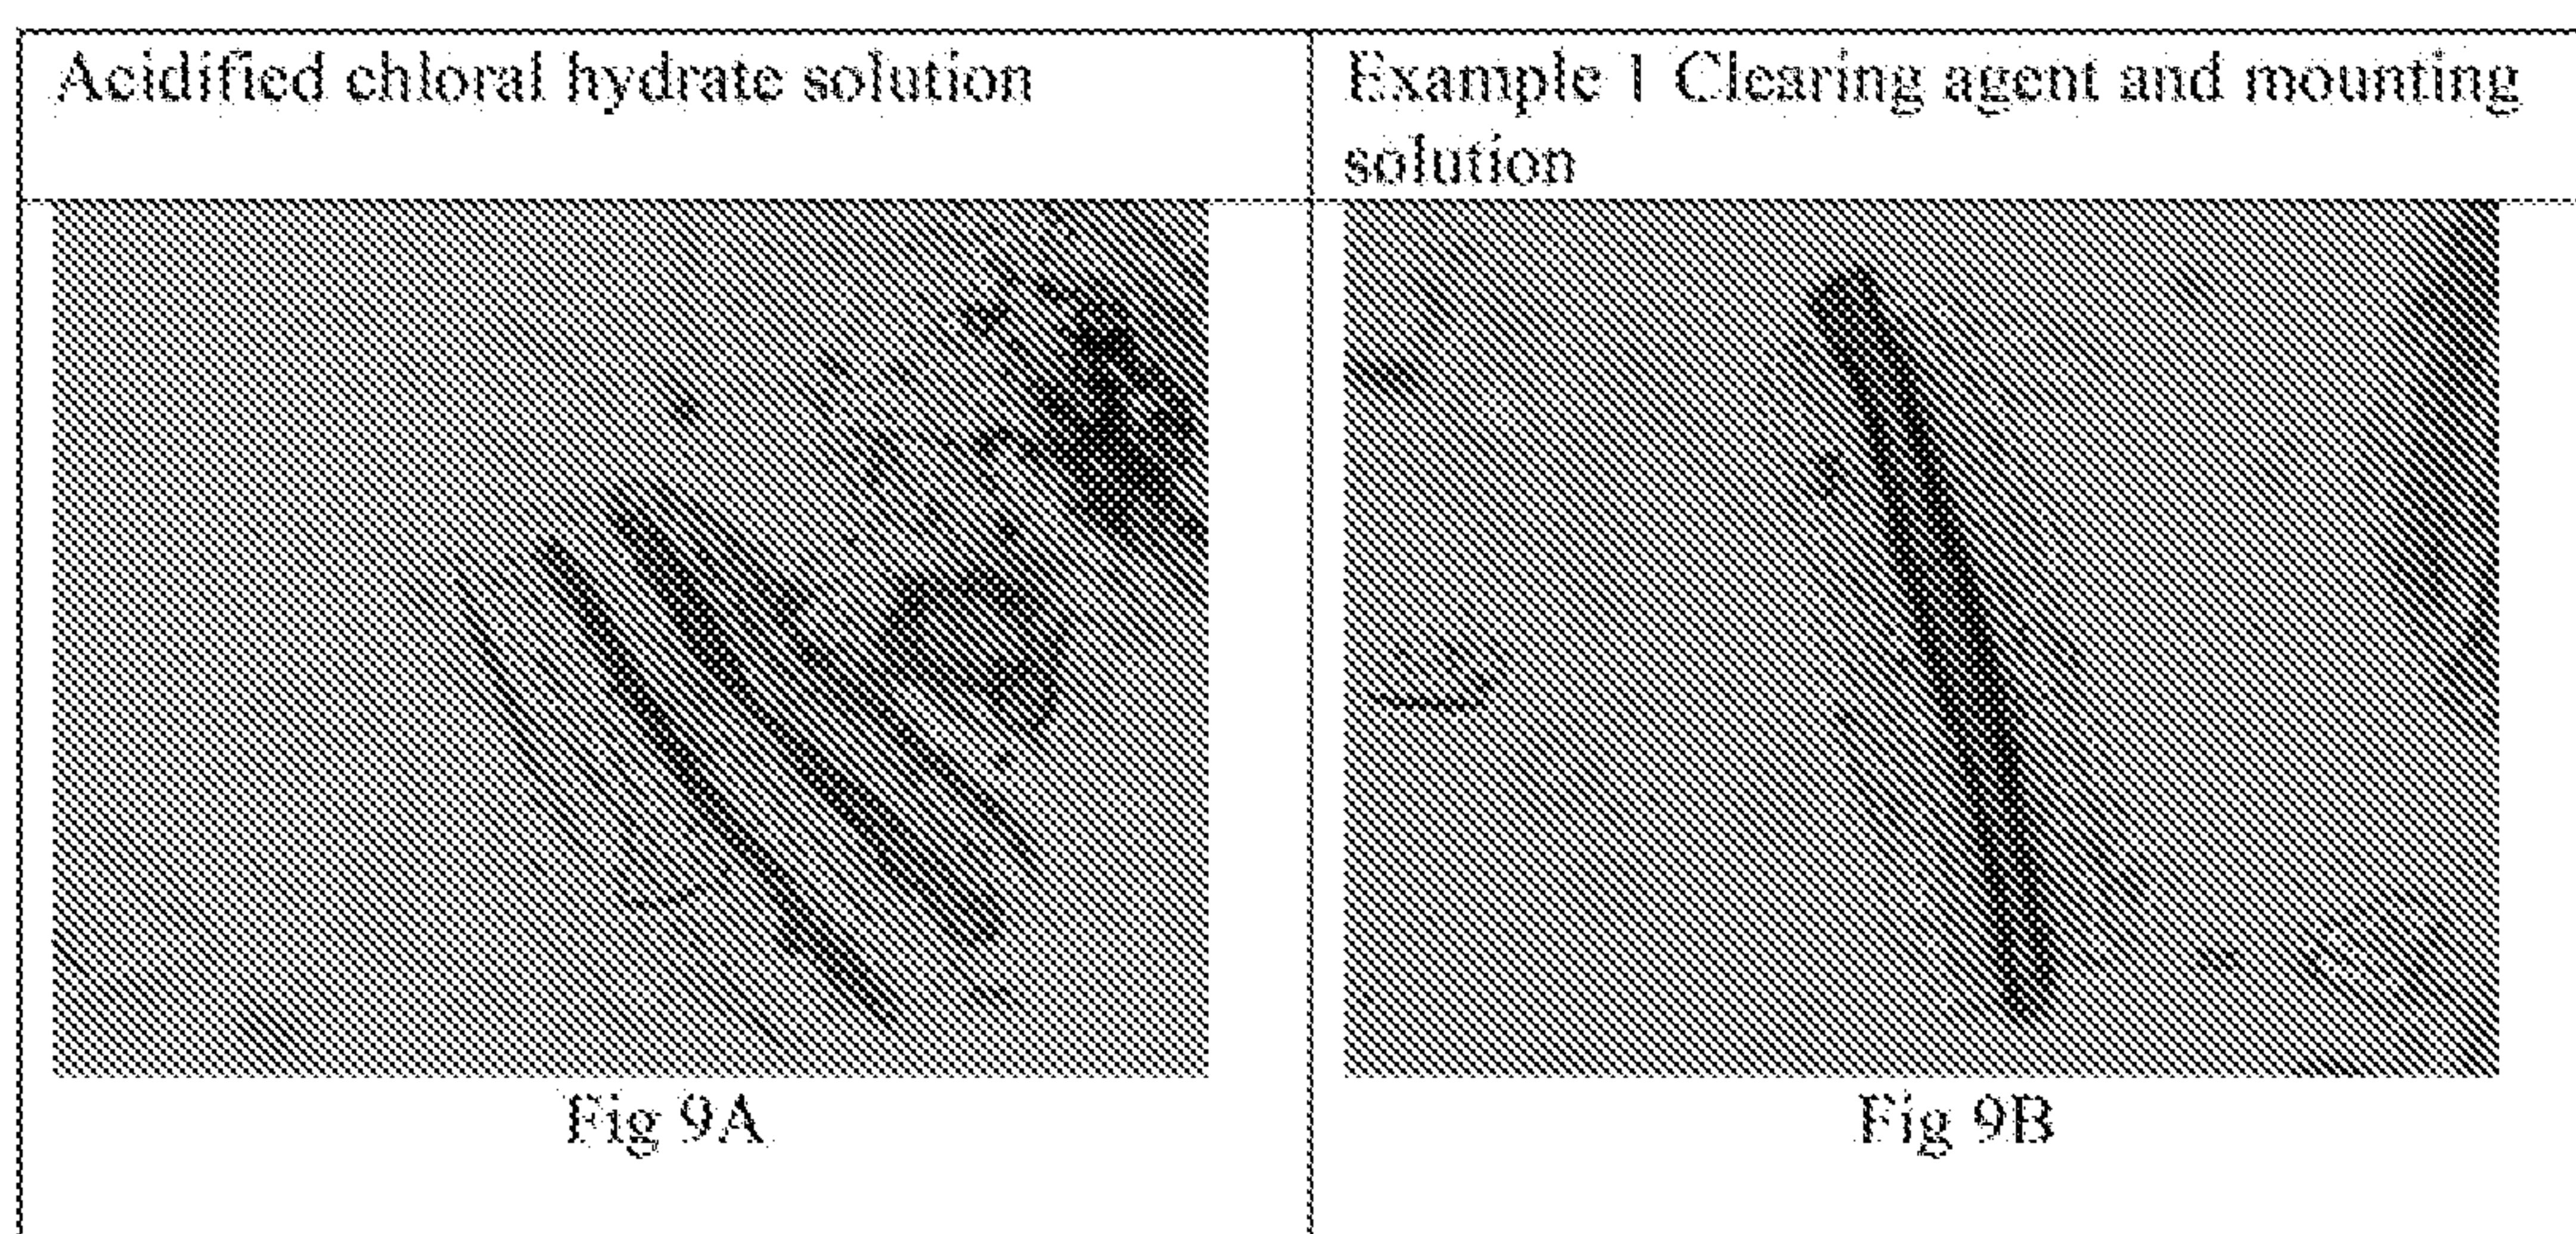 Acidified chloral hydrate solution
Example 1 Clearing agent and mounting
solution
Fig 9A
Fig 9B